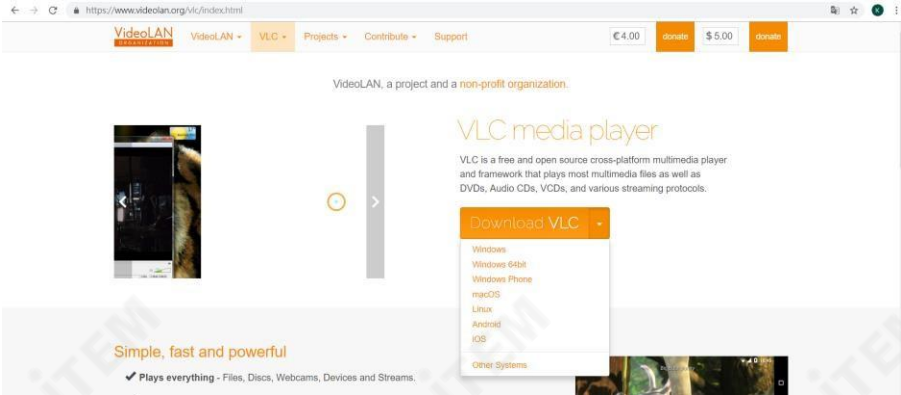 https://www.videolan.org/vlc/index.html
K
VideoLAN
ORGANIZATION
VideoLAN
VLC
Projects
Contribute
Support
€ 4.00
donate
$ 5.00
donate
VideoLAN, a project and a non-profit organization.
VLC media player
VLC is a free and open source cross-platform multimedia player
and framework that plays most multimedia files as well as
DVDs, Audio CDs, VCDs, and various streaming protocols.
Download VLC
Windows
Windows 64bit
Windows Phone
macOS
Linux
Android
iOS
Other Systems
Simple, fast and powerful
Plays everything - Files, Discs, Webcams, Devices and Streams.
iTEM
iTEM
iTEM